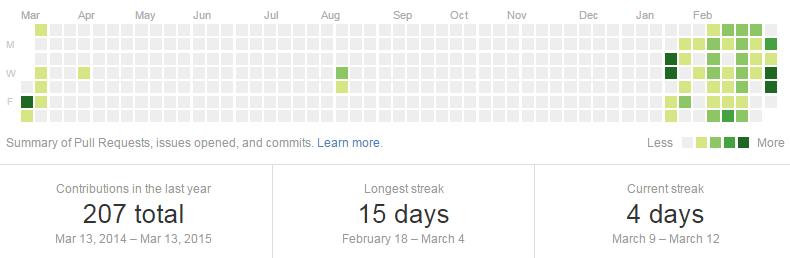 Mar Apr May Jun Jul Aug Sep Oct Nov Dec Jan Feb
M
W
F
Summary of Pull Requests, issues opened, and commits. Learn more. Less More
Contributions in the last year Longest streak Current streak
207 total 15 days 4 days
Mar 13, 2014 – Mar 13, 2015 February 18 – March 4 March 9 – March 12